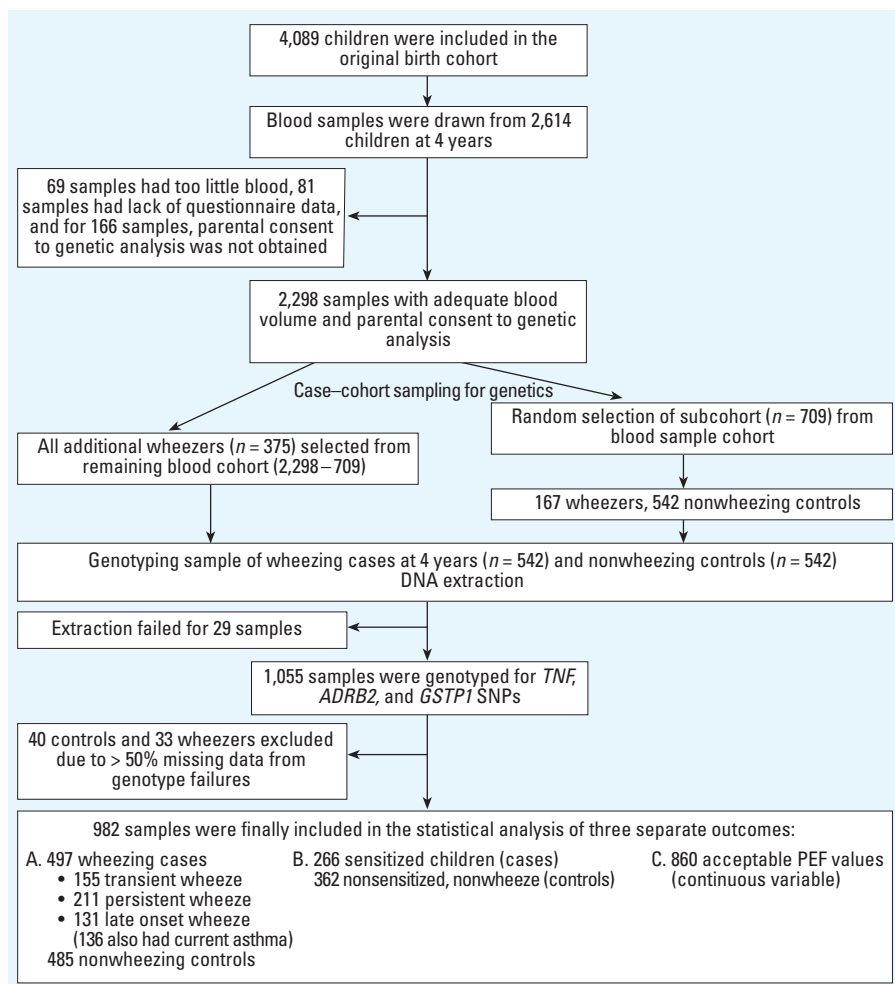 4,089 children were included in the
original birth cohort
Blood samples were drawn from 2,614
children at 4 years
69 samples had too little blood, 81
samples had lack of questionnaire data,
and for 166 samples, parental consent
to genetic analysis was not obtained
2,298 samples with adequate blood
volume and parental consent to genetic
analysis
Case–cohort sampling for genetics
All additional wheezers (n = 375) selected from
remaining blood cohort (2,298 – 709)
Random selection of subcohort (n = 709) from
blood sample cohort
167 wheezers, 542 nonwheezing controls
Genotyping sample of wheezing cases at 4 years (n = 542) and nonwheezing controls (n = 542)
DNA extraction
Extraction failed for 29 samples
1,055 samples were genotyped for TNF,
ADRB2, and GSTP1 SNPs
40 controls and 33 wheezers excluded
due to > 50% missing data from
genotype failures
982 samples were finally included in the statistical analysis of three separate outcomes:
A. 497 wheezing cases
• 155 transient wheeze
• 211 persistent wheeze
• 131 late onset wheeze
(136 also had current asthma)
485 nonwheezing controls
B. 266 sensitized children (cases)
362 nonsensitized, nonwheeze (controls)
C. 860 acceptable PEF values
(continuous variable)